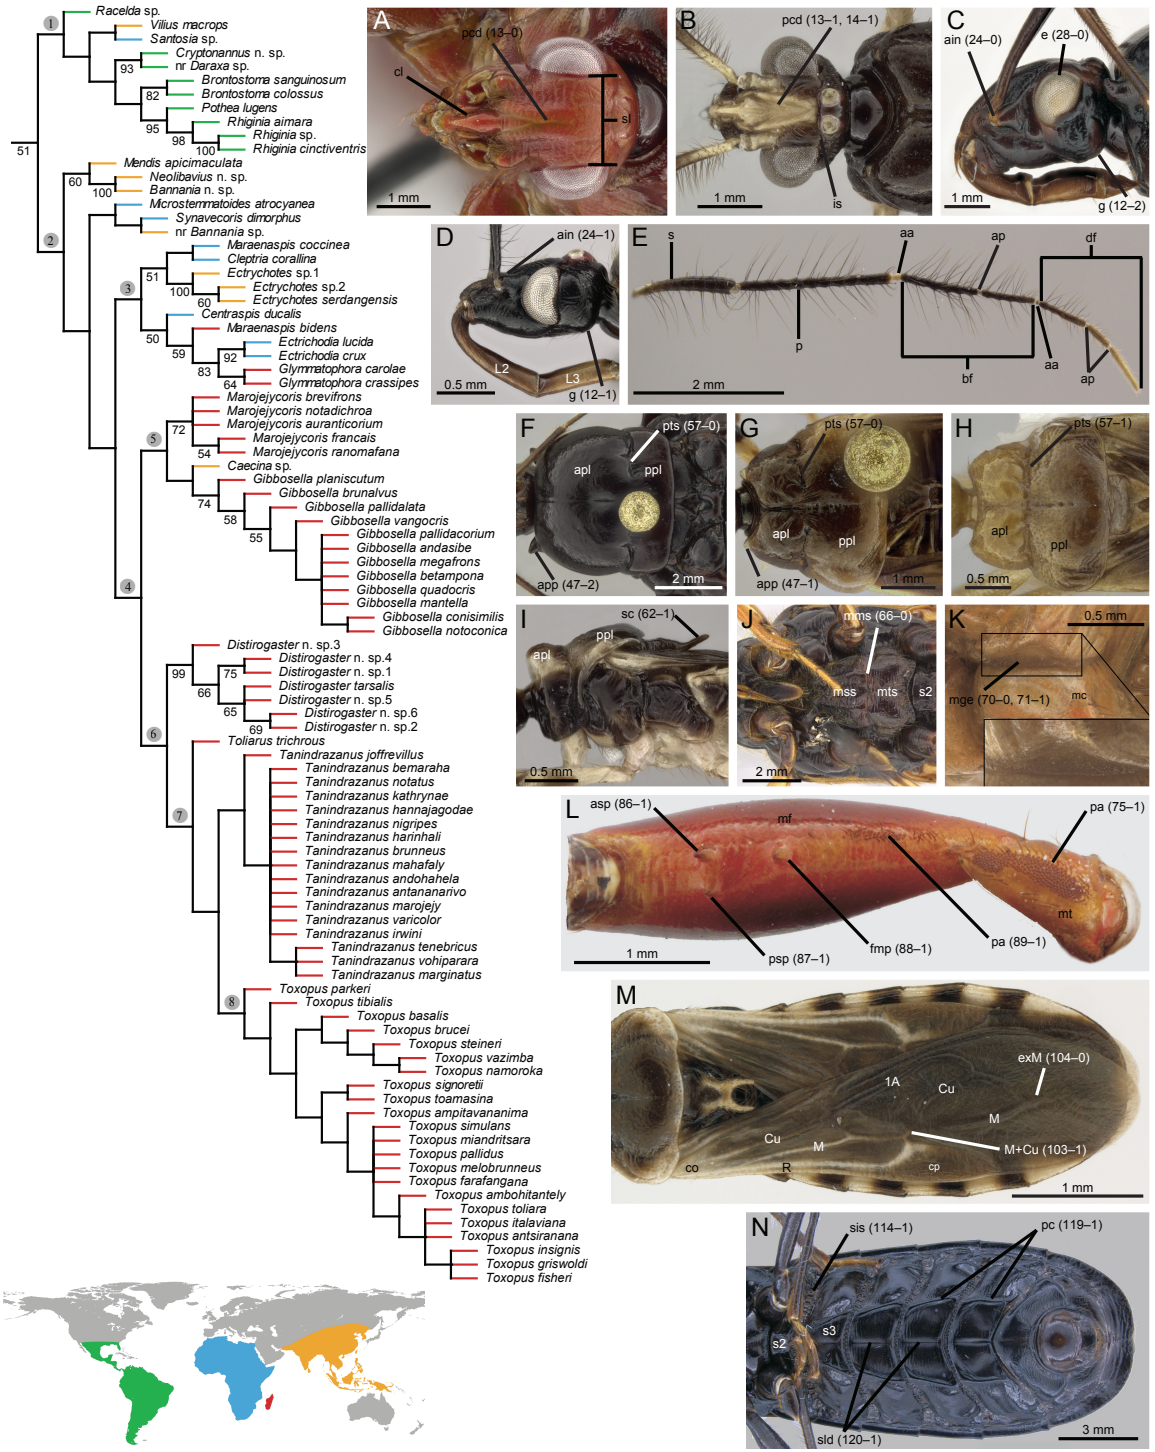 1
Racelda sp.
Vilius macrops
Santosia sp.
Cryptonannus n. sp.
93
nr Daraxa sp.
Brontostoma sanguinosum
82
Brontostoma colossus
Pothea lugens
95
Rhiginia aimara
98
Rhiginia sp.
51
100
Rhiginia cinctiventris
Mendis apicimaculata
60
Neolibavius n. sp.
100
Bannania n. sp.
Microstemmatoides atrocyanea
Synavecoris dimorphus
nr Bannania sp.
2
Maraenaspis coccinea
Cleptria corallina
51
Ectrychotes sp.1
100
Ectrychotes sp.2
3
60
Ectrychotes serdangensis
Centraspis ducalis
50
Maraenaspis bidens
59
Ectrichodia lucida
92
Ectrichodia crux
83
Glymmatophora carolae
64
Glymmatophora crassipes
Marojejycoris brevifrons
Marojejycoris notadichroa
72
Marojejycoris auranticorium
5
Marojejycoris francais
54
Marojejycoris ranomafana
Caecina sp.
Gibbosella planiscutum
74
Gibbosella brunalvus
58
Gibbosella pallidalata
55
Gibbosella vangocris
Gibbosella pallidacorium
Gibbosella andasibe
Gibbosella megafrons
Gibbosella betampona
4
Gibbosella quadocris
Gibbosella mantella
Gibbosella conisimilis
Gibbosella notoconica
Distirogaster n. sp.3
99
Distirogaster n. sp.4
75
Distirogaster n. sp.1
66
Distirogaster tarsalis
65
Distirogaster n. sp.5
Distirogaster n. sp.6
69
Distirogaster n. sp.2
6
Toliarus trichrous
Tanindrazanus joffrevillus
Tanindrazanus bemaraha
Tanindrazanus notatus
Tanindrazanus kathrynae
Tanindrazanus hannajagodae
7
Tanindrazanus nigripes
Tanindrazanus harinhali
Tanindrazanus brunneus
Tanindrazanus mahafaly
Tanindrazanus andohahela
Tanindrazanus antananarivo
Tanindrazanus marojejy
Tanindrazanus varicolor
Tanindrazanus irwini
Tanindrazanus tenebricus
Tanindrazanus vohiparara
Tanindrazanus marginatus
8
Toxopus parkeri
Toxopus tibialis
Toxopus basalis
Toxopus brucei
Toxopus steineri
Toxopus vazimba
Toxopus namoroka
Toxopus signoretii
Toxopus toamasina
Toxopus ampitavananima
Toxopus simulans
Toxopus miandritsara
Toxopus pallidus
Toxopus melobrunneus
Toxopus farafangana
Toxopus ambohitantely
Toxopus toliara
Toxopus italaviana
Toxopus antsiranana
Toxopus insignis
Toxopus griswoldi
Toxopus fisheri
A
pcd (13–0)
cl
sl
1 mm
B
pcd (13–1, 14–1)
is
1 mm
C
ain (24–0)
e (28–0)
1 mm
g (12–2)
D
ain (24–1)
L2
L3
0.5 mm
g (12–1)
E
s
aa
ap
df
p
bf
aa
ap
2 mm
F
pts (57–0)
apl
ppl
app (47–2)
2 mm
G
pts (57–0)
apl
ppl
app (47–1)
1 mm
H
pts (57–1)
apl
ppl
0.5 mm
I
sc (62–1)
ppl
apl
0.5 mm
J
mms (66–0)
mss
mts
s2
2 mm
K
0.5 mm
mge (70–0, 71–1)
mc
L
asp (86–1)
mf
pa (75–1)
mt
pa (89–1)
fmp (88–1)
psp (87–1)
1 mm
M
exM (104–0)
1A
Cu
M
Cu
M
M+Cu (103–1)
co
R
cp
1 mm
N
sis (114–1)
pc (119–1)
s2
s3
sld (120–1)
3 mm